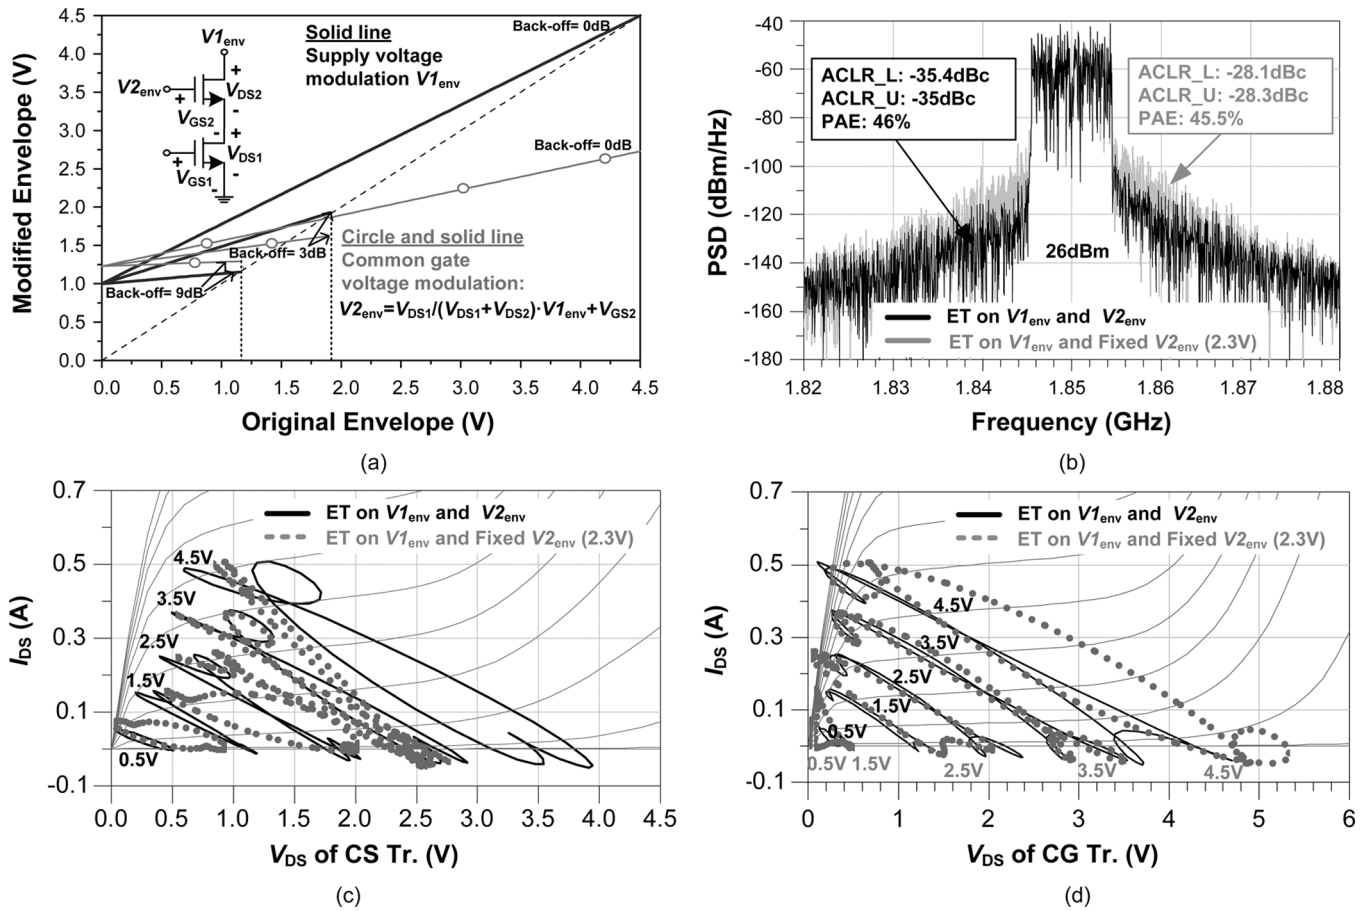 4.5
4.0
3.5
3.0
2.5
2.0
1.5
1.0
0.5
0.0
Modified Envelope (V)
0.0 0.5 1.0 1.5 2.0 2.5 3.0 3.5 4.5
Original Envelope (V)
V1env
V2env
+
VDS2
-
+
VGS2
-
-
+
VDS1
-
+
VGS1
-
Solid line
Supply voltage
modulation V1env
Back-off= 0dB
Back-off= 0dB
Back-off= 3dB
Back-off= 9dB
Circle and solid line
Common gate
voltage modulation:
V2env=VDS1/(VDS1+VDS2)·V1env+VGS2
(a)
-40
-60
-80
-100
-120
-140
-160
-180
PSD (dBm/Hz)
ACLR_L: -35.4dBc
ACLR_U: -35dBc
PAE: 46%
ACLR_L: -28.1dBc
ACLR_U: -28.3dBc
PAE: 45.5%
26dBm
ET on V1env and V2env
ET on V1env and Fixed V2env (2.3V)
1.82 1.83 1.84 1.85 1.86 1.87 1.88
Frequency (GHz)
(b)
0.7
0.5
0.3
0.1
-0.1
IDS (A)
ET on V1env and V2env
ET on V1env and Fixed V2env (2.3V)
4.5V
3.5V
2.5V
1.5V
0.5V
0.0 0.5 1.0 1.5 2.0 2.5 3.0 3.5 4.0 4.5
VDS of CS Tr. (V)
(c)
0.7
0.5
0.3
0.1
-0.1
IDS (A)
ET on V1env and V2env
ET on V1env and Fixed V2env (2.3V)
4.5V
3.5V
2.5V
1.5V
0.5V
0.5V 1.5V 2.5V 3.5V 4.5V
0 1 2 3 4 5 6
VDS of CG Tr. (V)
(d)